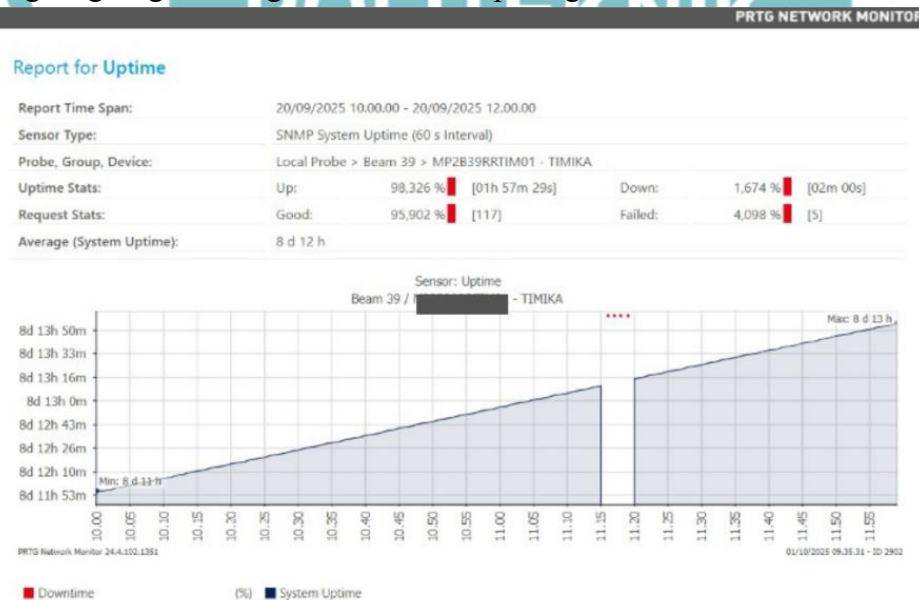 PRTG NETWORK MONITOR
Report for Uptime
Report Time Span: 20/09/2025 10.00.00 - 20/09/2025 12.00.00
Sensor Type: SNMP System Uptime (60 s Interval)
Probe, Group, Device: Local Probe > Beam 39 > MP2B39RRTIM01 - TIMIKA
Uptime Stats: Up: 98,326 % [01h 57m 29s] Down: 1,674 % [02m 00s]
Request Stats: Good: 95,902 % [117] Failed: 4,098 % [5]
Average (System Uptime): 8 d 12 h
Sensor: Uptime
Beam 39 / - TIMIKA
Max: 8 d 13 h
8d 13h 50m
8d 13h 33m
8d 13h 16m
8d 13h 0m
8d 12h 43m
8d 12h 26m
8d 12h 10m
Min: 8 d 11 h
8d 11h 53m
10.00 10.05 10.10 10.15 10.20 10.25 10.30 10.35 10.40 10.45 10.50 10.55 11.00 11.05 11.10 11.15 11.20 11.25 11.30 11.35 11.40 11.45 11.50 11.55
PRTG Network Monitor 24.4.102.1351 01/10/2025 09.35.31 - ID 2902
Downtime (%) System Uptime